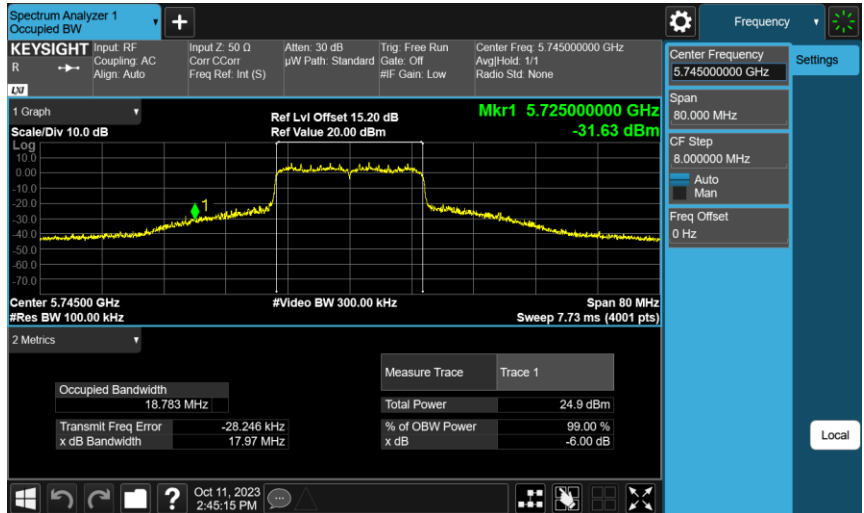 Spectrum Analyzer 1
Occupied BW
Frequency
KEYSIGHT
R
LXI
Input: RF
Coupling: AC
Align: Auto
Input Z: 50 Ω
Corr CCorr
Freq Ref: Int (S)
Atten: 30 dB
µW Path: Standard
Trig: Free Run
Gate: Off
#IF Gain: Low
Center Freq: 5.745000000 GHz
Avg|Hold: 1/1
Radio Std: None
Center Frequency
5.745000000 GHz
Settings
Span
80.000 MHz
CF Step
8.000000 MHz
Auto
Man
Freq Offset
0 Hz
Local
1 Graph
Scale/Div 10.0 dB
Ref Lvl Offset 15.20 dB
Ref Value 20.00 dBm
Mkr1 5.725000000 GHz
-31.63 dBm
Log
10.0
0.00
-10.0
-20.0
-30.0
-40.0
-50.0
-60.0
-70.0
1
Center 5.74500 GHz
#Res BW 100.00 kHz
#Video BW 300.00 kHz
Span 80 MHz
Sweep 7.73 ms (4001 pts)
2 Metrics
Measure Trace Trace 1
Occupied Bandwidth
18.783 MHz
Total Power 24.9 dBm
Transmit Freq Error -28.246 kHz
% of OBW Power 99.00 %
x dB Bandwidth 17.97 MHz
x dB -6.00 dB
?
Oct 11, 2023
2:45:15 PM